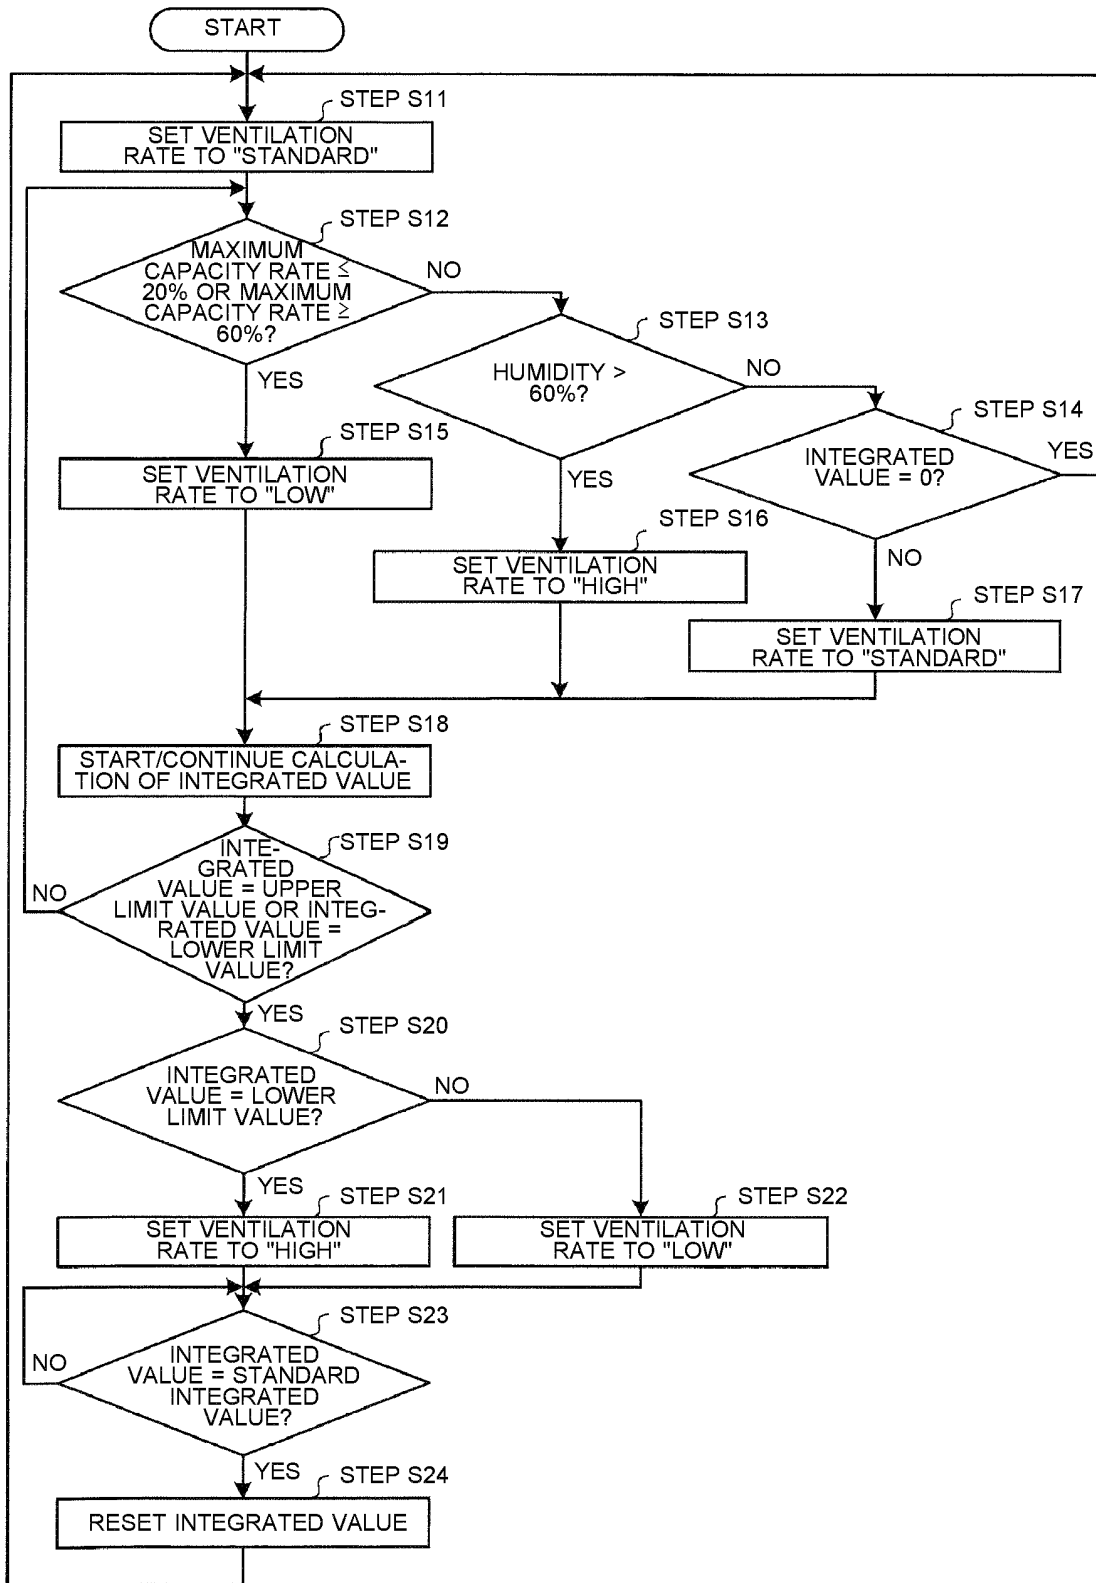 START
STEP S11
SET VENTILATION
RATE TO "STANDARD"
STEP S12
MAXIMUM
CAPACITY RATE ≦
20% OR MAXIMUM
CAPACITY RATE ≧
60%?
NO
YES
STEP S13
HUMIDITY >
60%?
NO
YES
STEP S14
INTEGRATED
VALUE = 0?
YES
NO
STEP S15
SET VENTILATION
RATE TO "LOW"
STEP S16
SET VENTILATION
RATE TO "HIGH"
STEP S17
SET VENTILATION
RATE TO "STANDARD"
STEP S18
START/CONTINUE CALCULA-
TION OF INTEGRATED VALUE
STEP S19
INTE-
GRATED
VALUE = UPPER
LIMIT VALUE OR INTEG-
RATED VALUE =
LOWER LIMIT
VALUE?
NO
YES
STEP S20
INTEGRATED
VALUE = LOWER
LIMIT VALUE?
NO
YES
STEP S21
SET VENTILATION
RATE TO "HIGH"
STEP S22
SET VENTILATION
RATE TO "LOW"
STEP S23
INTEGRATED
VALUE = STANDARD
INTEGRATED
VALUE?
NO
YES
STEP S24
RESET INTEGRATED VALUE